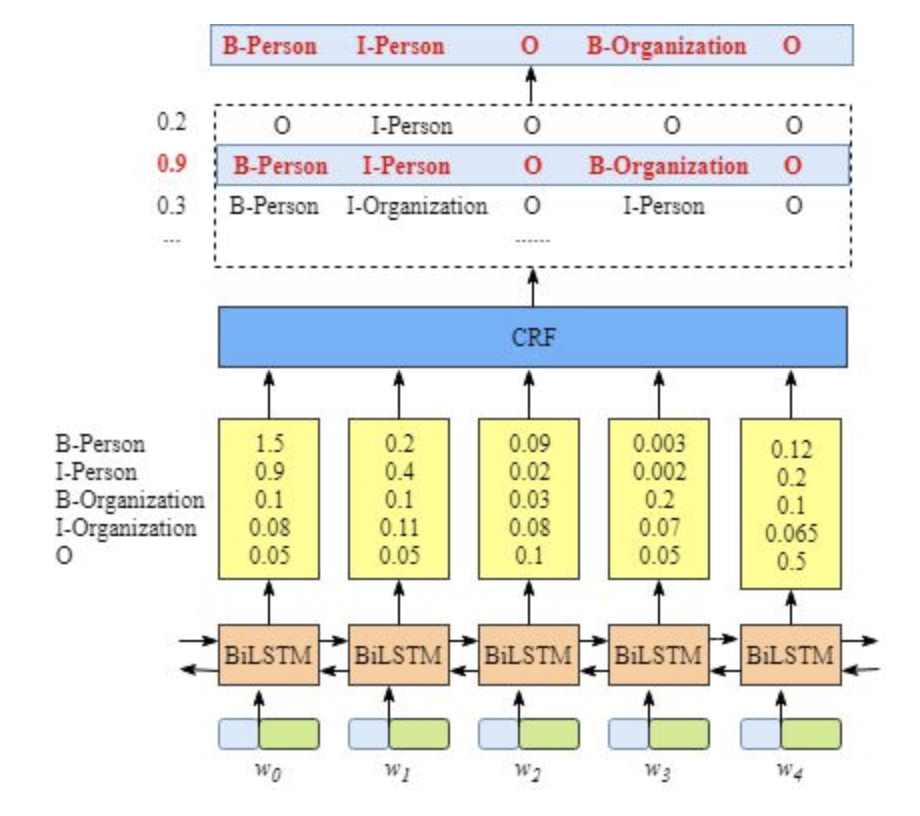 B-Person I-Person O B-Organization O
0.2 O I-Person O O O
0.9 B-Person I-Person O B-Organization O
0.3 B-Person I-Organization O I-Person O
... ......
CRF
B-Person 1.5 0.2 0.09 0.003 0.12
I-Person 0.9 0.4 0.02 0.002 0.2
B-Organization 0.1 0.1 0.03 0.2 0.1
I-Organization 0.08 0.11 0.08 0.07 0.065
O 0.05 0.05 0.1 0.05 0.5
BiLSTM BiLSTM BiLSTM BiLSTM BiLSTM
w0 w1 w2 w3 w4